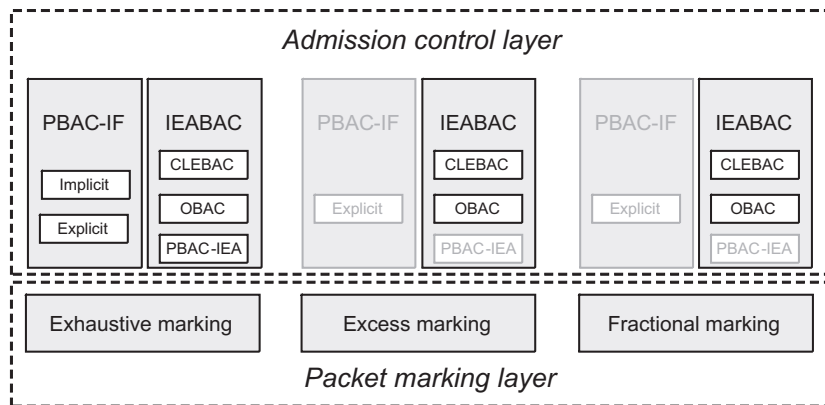 Admission control layer
PBAC-IF
IEABAC
Implicit
Explicit
CLEBAC
OBAC
PBAC-IEA
PBAC-IF
IEABAC
Explicit
CLEBAC
OBAC
PBAC-IEA
PBAC-IF
IEABAC
Explicit
CLEBAC
OBAC
PBAC-IEA
Exhaustive marking
Excess marking
Fractional marking
Packet marking layer